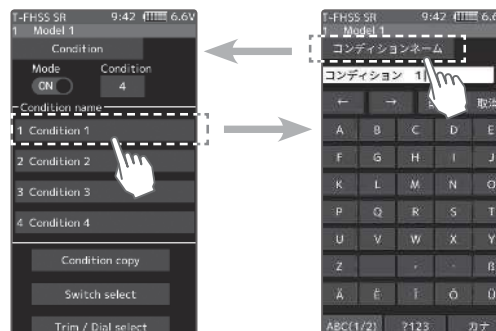 T-FHSS SR 9:42 6.6V
1 Model 1
Condition
Mode Condition
ON 4
Condition name
1 Condition 1
2 Condition 2
3 Condition 3
4 Condition 4
Condition copy
Switch select
Trim / Dial select
T-FHSS SR 9:42 6.6V
1 Model 1
コンディションネーム
コンディション 1
← → 取消
A B C D E
F G H I J
K L M N O
P Q R S T
U V W X Y
Z - ß
Ä Ë Ï Ö Ü
ABC(1/2) ?123 カナ